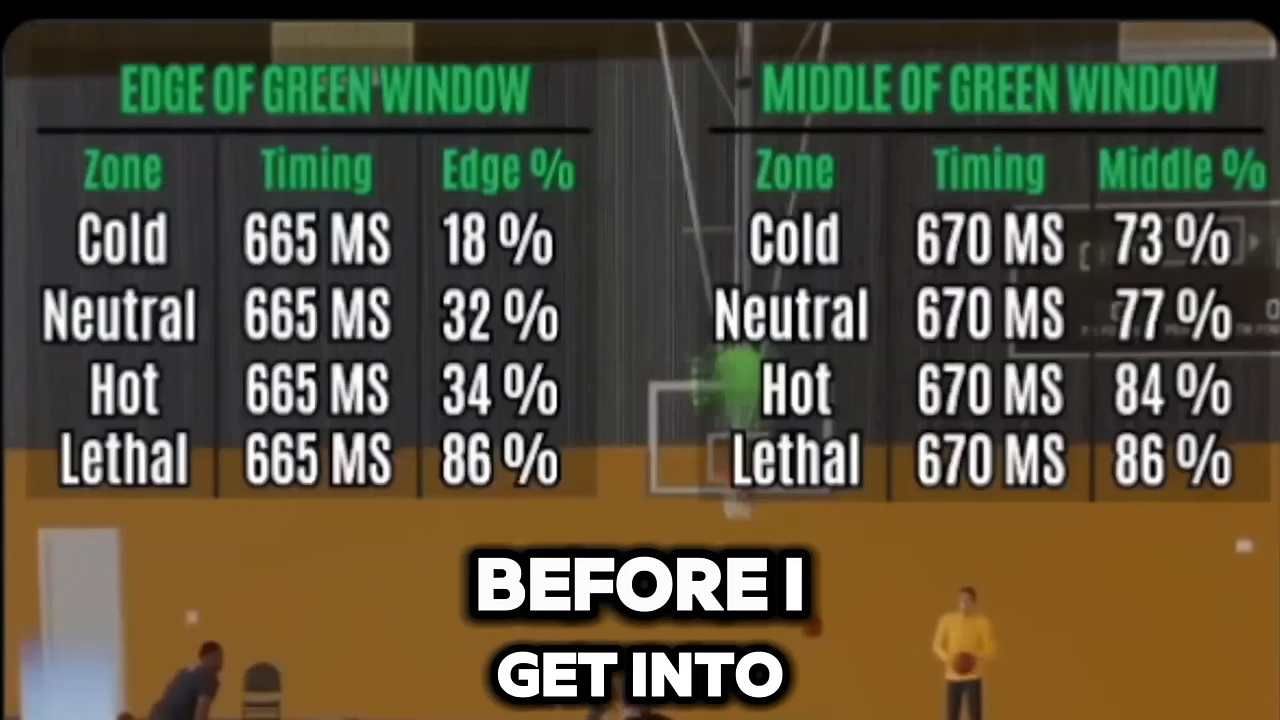 EDGE OF GREEN WINDOW
Zone Timing Edge %
Cold 665 MS 18 %
Neutral 665 MS 32 %
Hot 665 MS 34 %
Lethal 665 MS 86 %
MIDDLE OF GREEN WINDOW
Zone Timing Middle %
Cold 670 MS 73 %
Neutral 670 MS 77 %
Hot 670 MS 84 %
Lethal 670 MS 86 %
BEFORE I
GET INTO